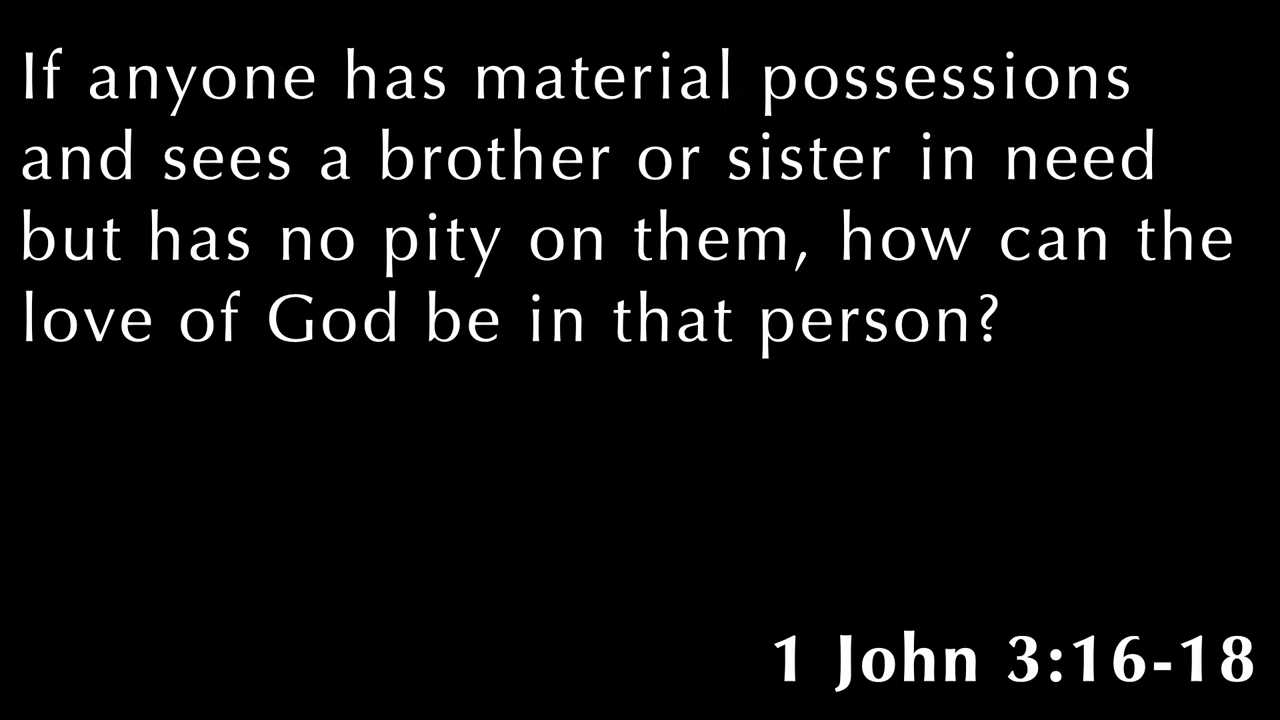 If anyone has material possessions
and sees a brother or sister in need
but has no pity on them, how can the
love of God be in that person?
1 John 3:16-18